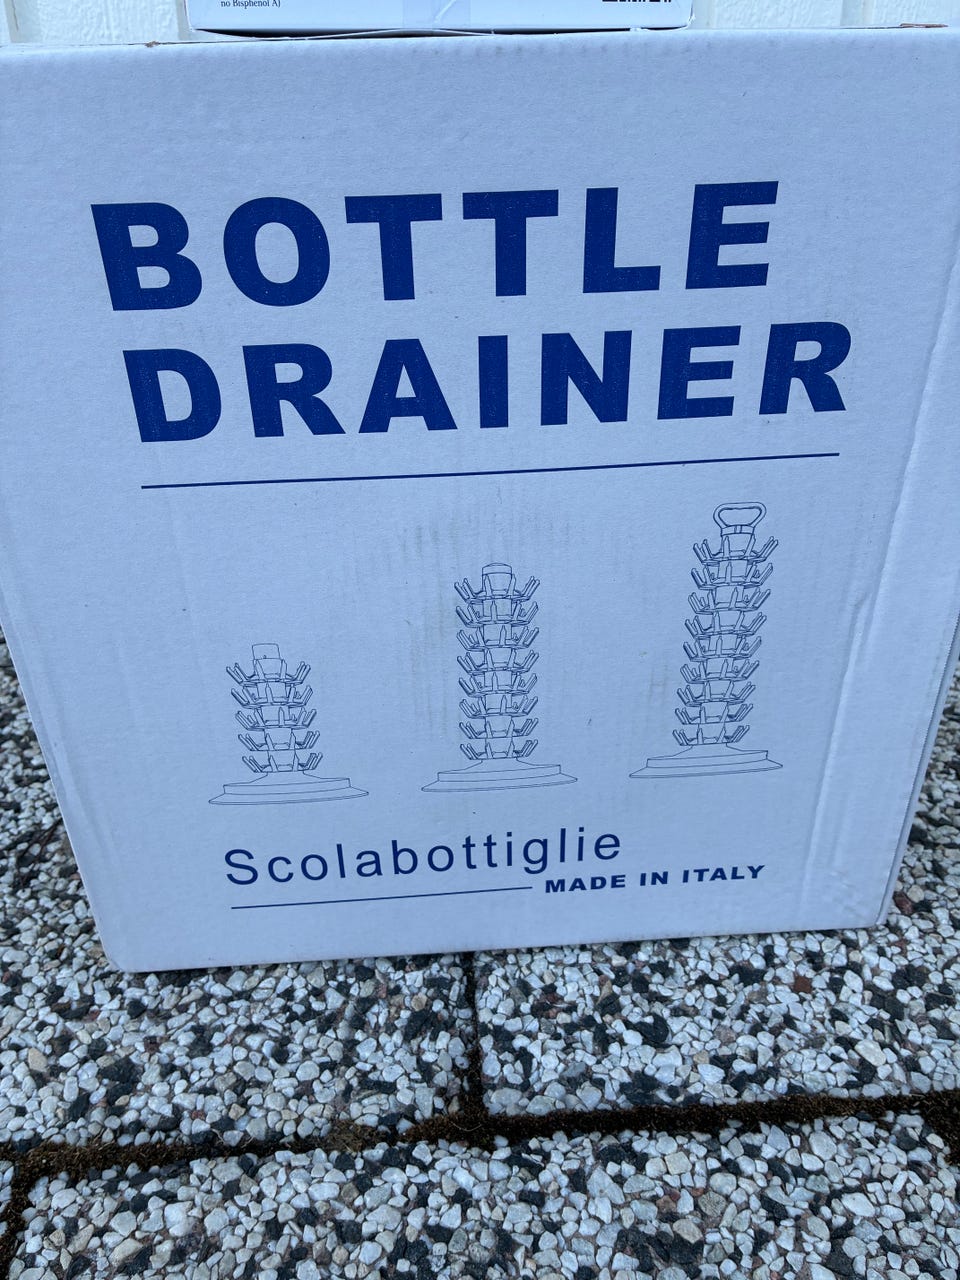 no Bisphenol A)
BOTTLE
DRAINER
Scolabottiglie
MADE IN ITALY